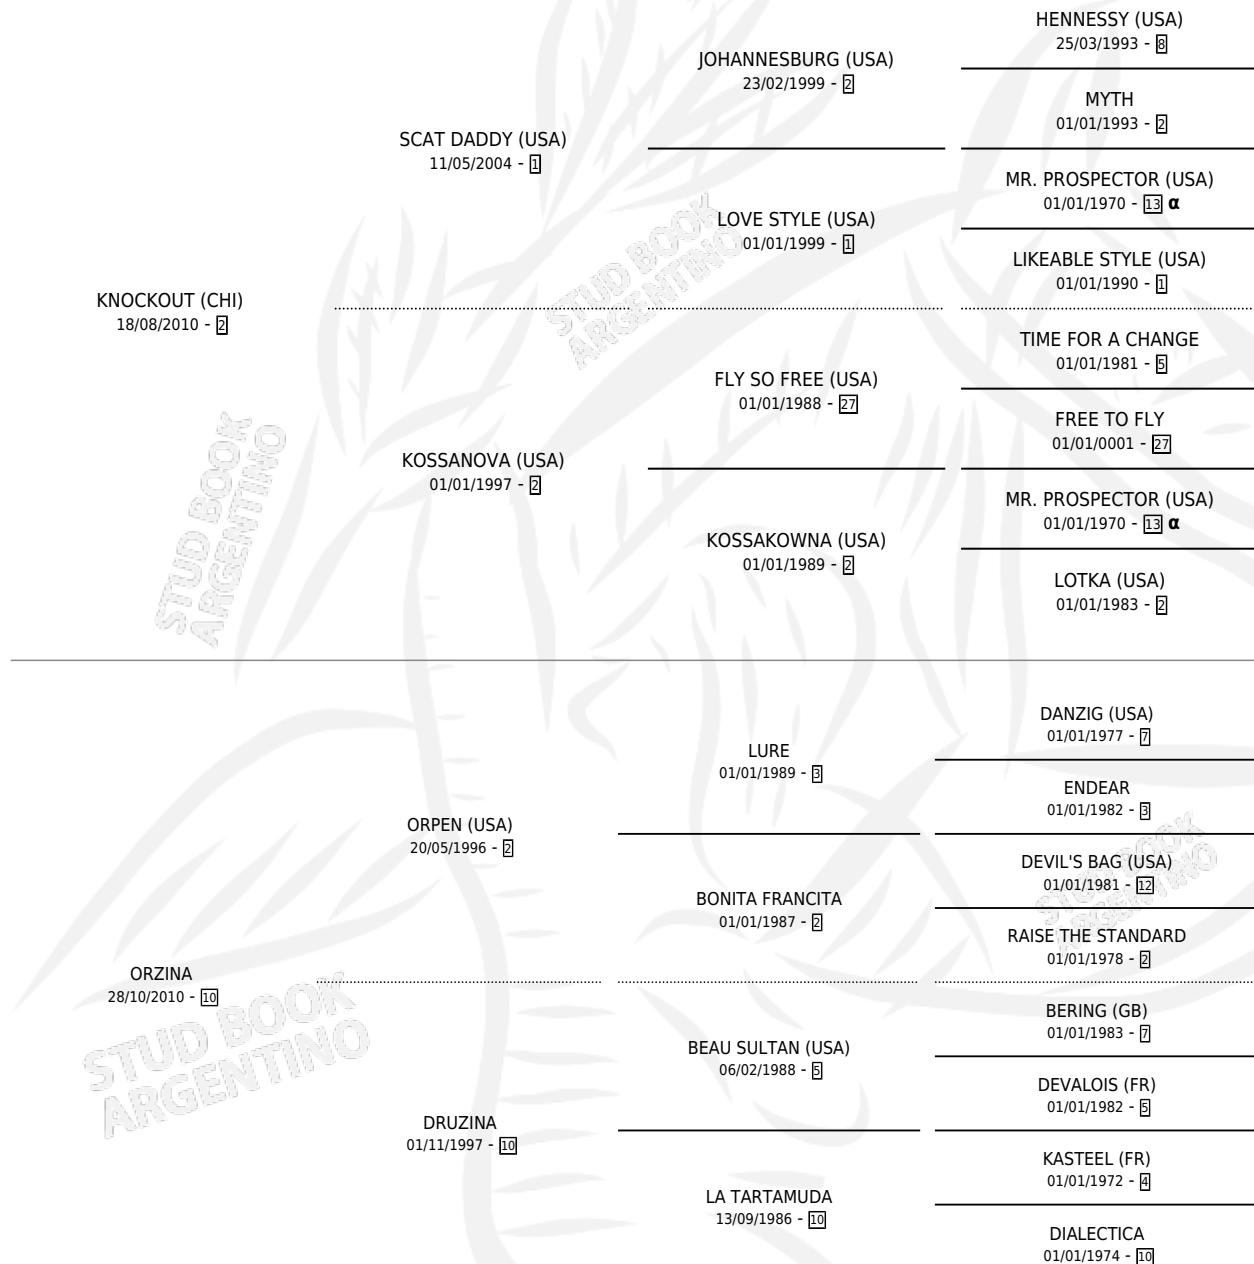 HENNESSY (USA)
25/03/1993 - 8
JOHANNESBURG (USA)
23/02/1999 - 2
MYTH
01/01/1993 - 2
SCAT DADDY (USA)
11/05/2004 - 1
MR. PROSPECTOR (USA)
01/01/1970 - 13 α
LOVE STYLE (USA)
01/01/1999 - 1
LIKEABLE STYLE (USA)
01/01/1990 - 1
KNOCKOUT (CHI)
18/08/2010 - 2
TIME FOR A CHANGE
01/01/1981 - 5
FLY SO FREE (USA)
01/01/1988 - 27
FREE TO FLY
01/01/0001 - 27
KOSSANOVA (USA)
01/01/1997 - 2
MR. PROSPECTOR (USA)
01/01/1970 - 13 α
KOSSAKOWNA (USA)
01/01/1989 - 2
LOTKA (USA)
01/01/1983 - 2
DANZIG (USA)
01/01/1977 - 7
LURE
01/01/1989 - 3
ENDEAR
01/01/1982 - 3
ORPEN (USA)
20/05/1996 - 2
DEVIL'S BAG (USA)
01/01/1981 - 12
BONITA FRANCITA
01/01/1987 - 2
RAISE THE STANDARD
01/01/1978 - 2
ORZINA
28/10/2010 - 10
BERING (GB)
01/01/1983 - 7
BEAU SULTAN (USA)
06/02/1988 - 5
DEVALOIS (FR)
01/01/1982 - 5
DRUZINA
01/11/1997 - 10
KASTEEL (FR)
01/01/1972 - 4
LA TARTAMUDA
13/09/1986 - 10
DIALECTICA
01/01/1974 - 10
STUD BOOK
ARGENTINO
STUD BOOK
ARGENTINO
STUD BOOK
ARGENTINO
STUD BOOK
ARGENTINO